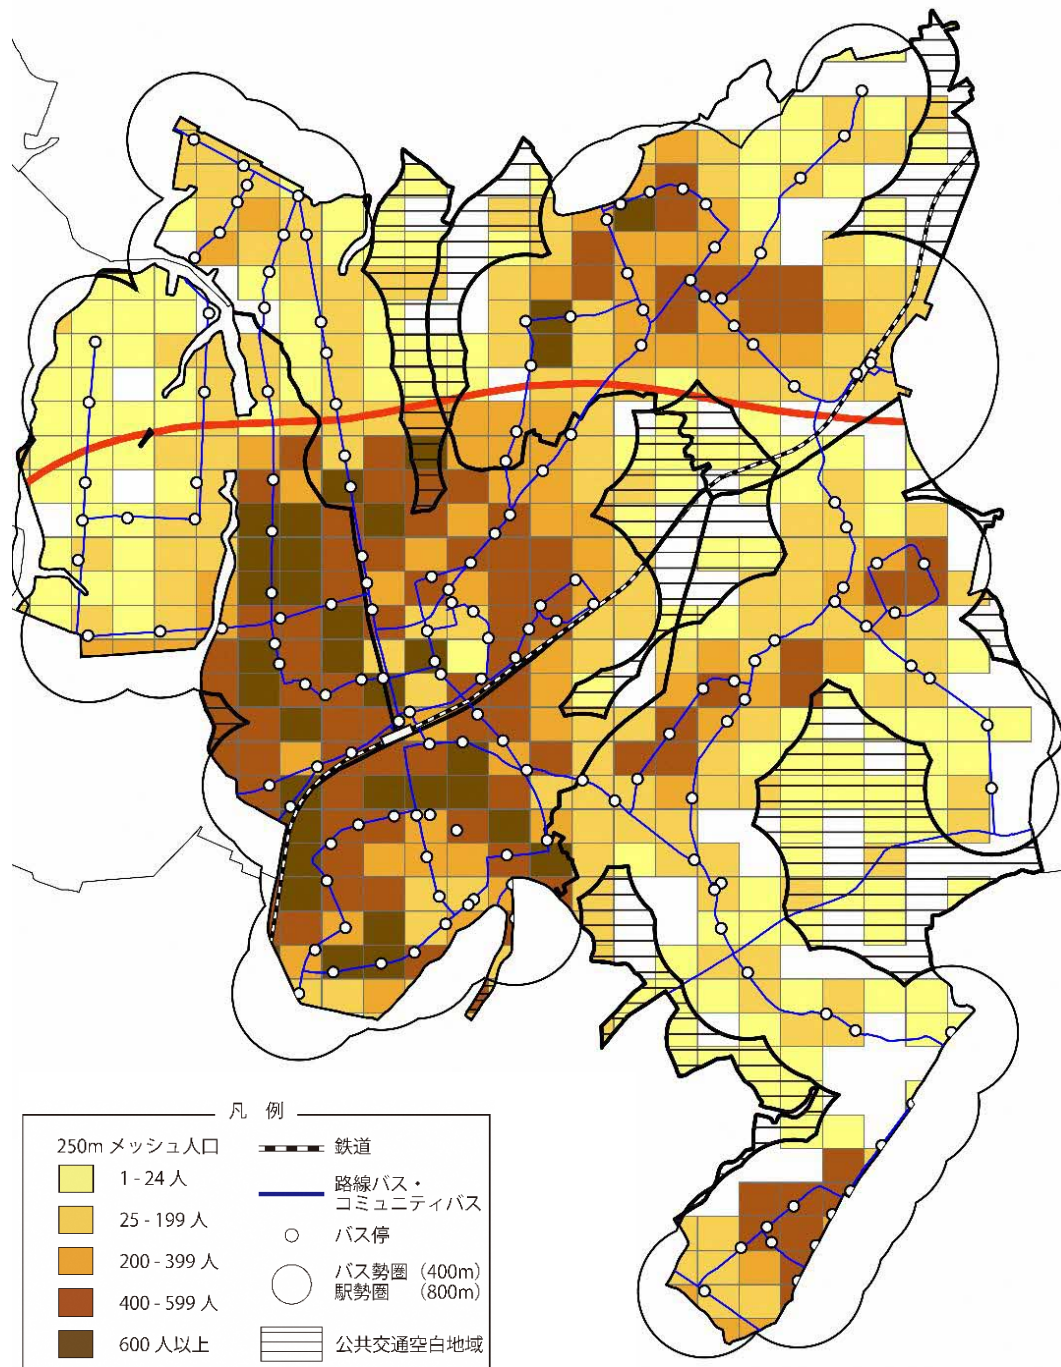 凡 例
250m メッシュ人口
1 - 24 人
25 - 199 人
200 - 399 人
400 - 599 人
600 人以上
鉄道
路線バス・
コミュニティバス
バス停
バス勢圏 (400m)
駅勢圏 (800m)
公共交通空白地域